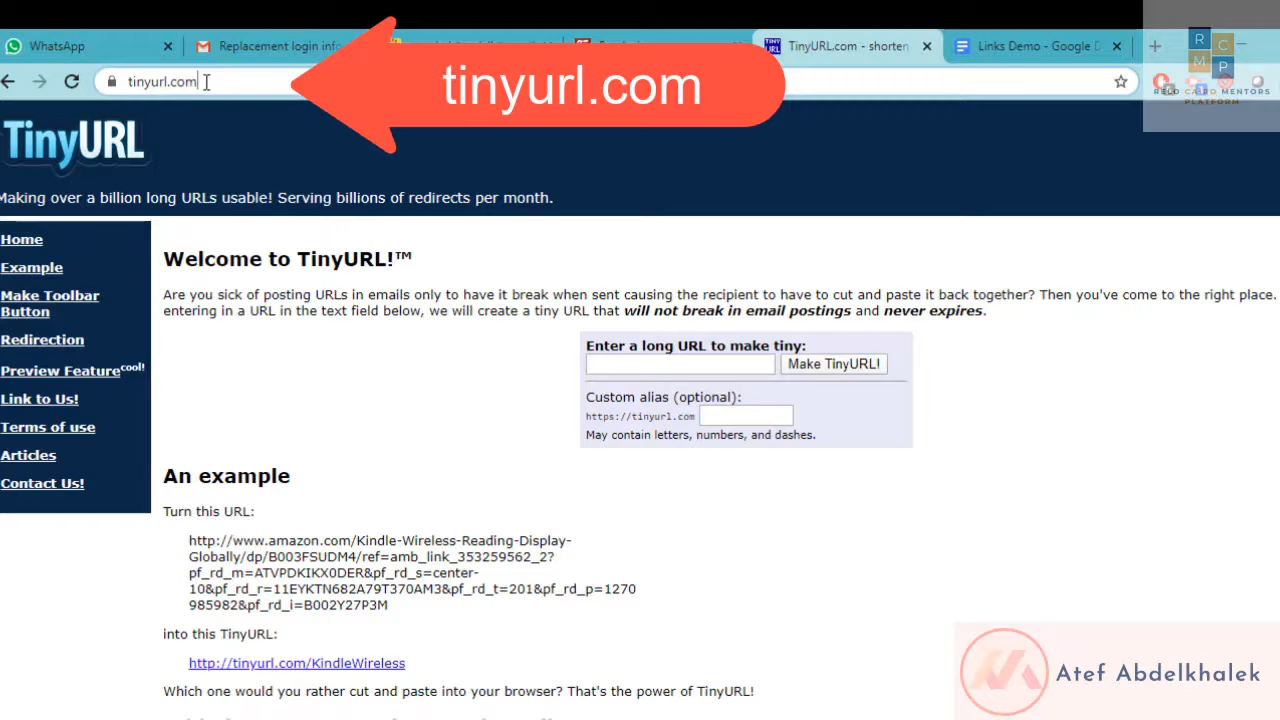 WhatsApp
Replacement login info
TinyURL.com - shorten
Links Demo - Google D
tinyurl.com
tinyurl.com
R C
M P
RELO CAIRO MENTORS
PLATFORM
TinyURL
Making over a billion long URLs usable! Serving billions of redirects per month.
Home
Example
Make Toolbar
Button
Redirection
Preview Feature cool!
Link to Us!
Terms of use
Articles
Contact Us!
Welcome to TinyURL!™
Are you sick of posting URLs in emails only to have it break when sent causing the recipient to have to cut and paste it back together? Then you've come to the right place.
entering in a URL in the text field below, we will create a tiny URL that will not break in email postings and never expires.
Enter a long URL to make tiny:
Make TinyURL!
Custom alias (optional):
https://tinyurl.com
May contain letters, numbers, and dashes.
An example
Turn this URL:
http://www.amazon.com/Kindle-Wireless-Reading-Display-
Globally/dp/B003FSUDM4/ref=amb_link_353259562_2?
pf_rd_m=ATVPDKIKX0DER&pf_rd_s=center-
10&pf_rd_r=11EYKTN682A79T370AM3&pf_rd_t=201&pf_rd_p=1270
985982&pf_rd_i=B002Y27P3M
into this TinyURL:
http://tinyurl.com/KindleWireless
Which one would you rather cut and paste into your browser? That's the power of TinyURL!
Atef Abdelkhalek